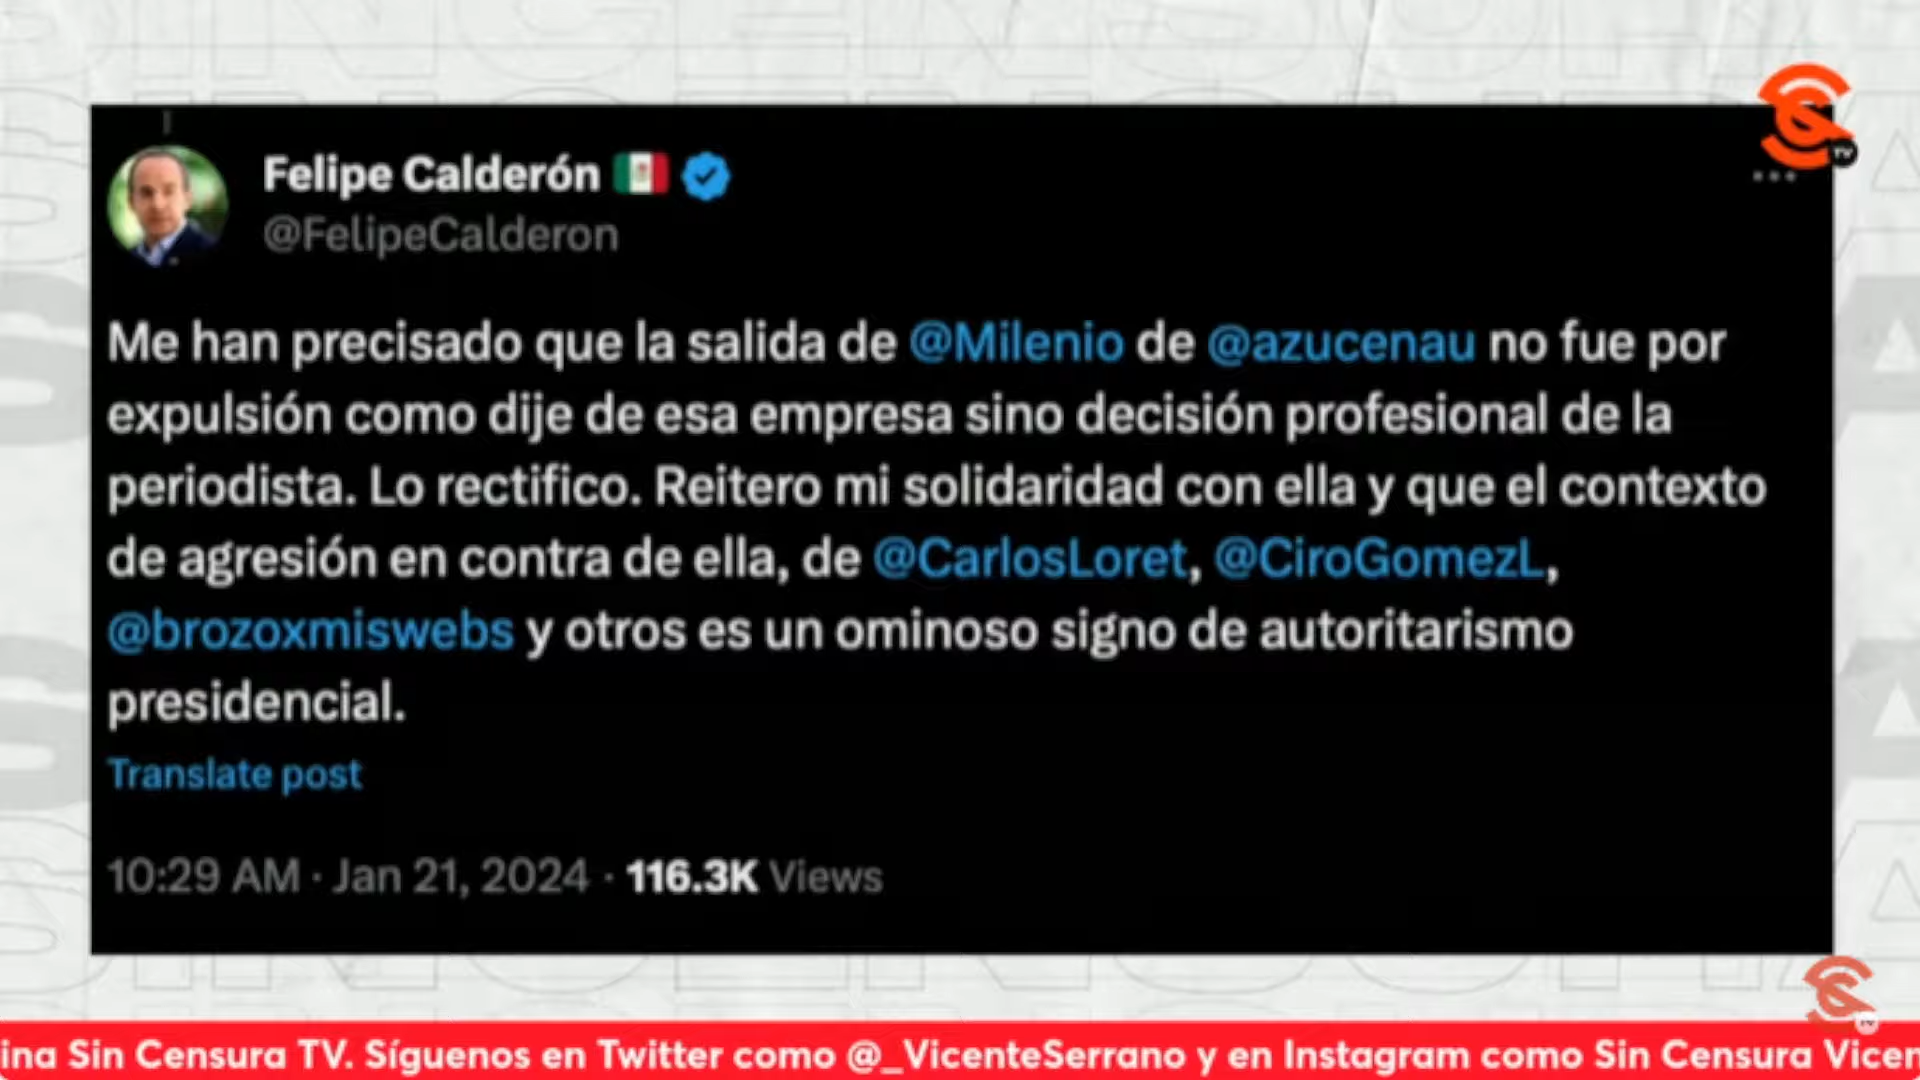 Felipe Calderón
@FelipeCalderon
Me han precisado que la salida de @Milenio de @azucenau no fue por
expulsión como dije de esa empresa sino decisión profesional de la
periodista. Lo rectifico. Reitero mi solidaridad con ella y que el contexto
de agresión en contra de ella, de @CarlosLoret, @CiroGomezL,
@brozoxmiswebs y otros es un ominoso signo de autoritarismo
presidencial.
Translate post
10:29 AM · Jan 21, 2024 · 116.3K Views
TV
TV
ina Sin Censura TV. Síguenos en Twitter como @_VicenteSerrano y en Instagram como Sin Censura Vicen